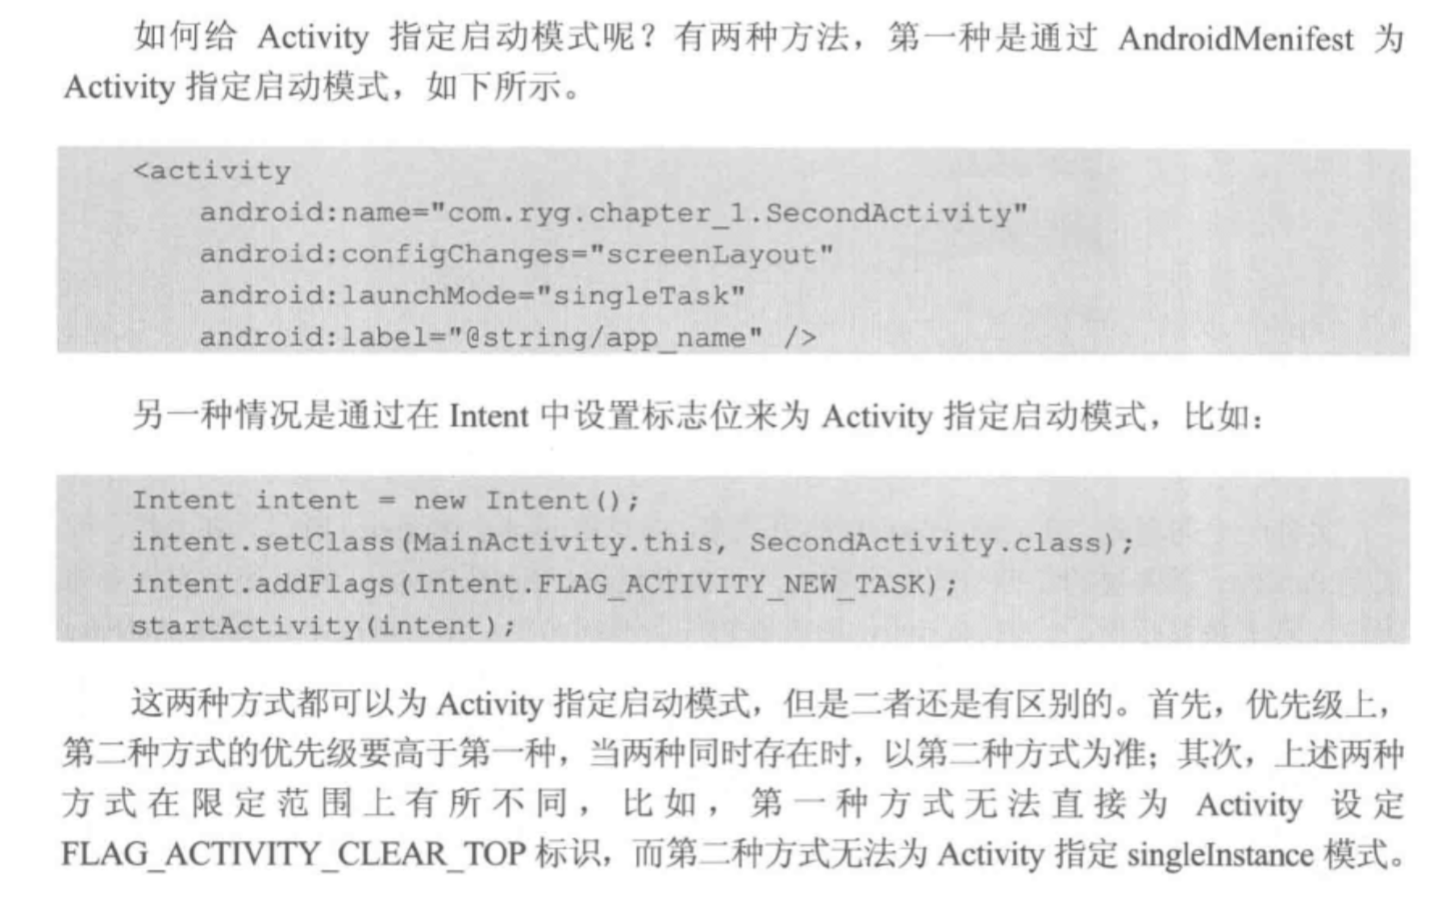 如何给 Activity 指定启动模式呢？有两种方法，第一种是通过 AndroidMenifest 为
Activity 指定启动模式，如下所示。
<activity
android:name="com.ryg.chapter_1.SecondActivity"
android:configChanges="screenLayout"
android:launchMode="singleTask"
android:label="@string/app_name" />
另一种情况是通过在 Intent 中设置标志位来为 Activity 指定启动模式，比如：
Intent intent = new Intent();
intent.setClass(MainActivity.this, SecondActivity.class);
intent.addFlags(Intent.FLAG_ACTIVITY_NEW_TASK);
startActivity(intent);
这两种方式都可以为 Activity 指定启动模式，但是二者还是有区别的。首先，优先级上，
第二种方式的优先级要高于第一种，当两种同时存在时，以第二种方式为准；其次，上述两种
方式在限定范围上有所不同，比如，第一种方式无法直接为 Activity 设定
FLAG_ACTIVITY_CLEAR_TOP 标识，而第二种方式无法为 Activity 指定 singleInstance 模式。